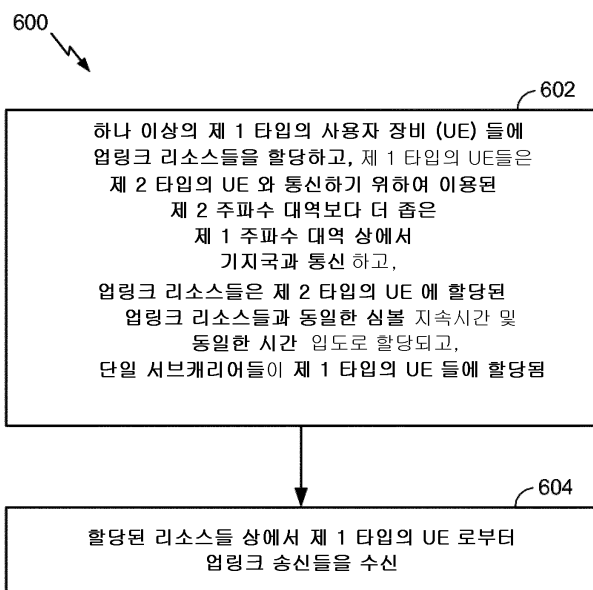 600
602
하나 이상의 제 1 타입의 사용자 장비 (UE) 들에
업링크 리소스들을 할당하고, 제 1 타입의 UE들은
제 2 타입의 UE 와 통신하기 위하여 이용된
제 2 주파수 대역보다 더 좁은
제 1 주파수 대역 상에서
기지국과 통신 하고,
업링크 리소스들은 제 2 타입의 UE 에 할당된
업링크 리소스들과 동일한 심볼 지속시간 및
동일한 시간 입도로 할당되고,
단일 서브캐리어들이 제 1 타입의 UE 들에 할당됨
604
할당된 리소스들 상에서 제 1 타입의 UE 로부터
업링크 송신들을 수신